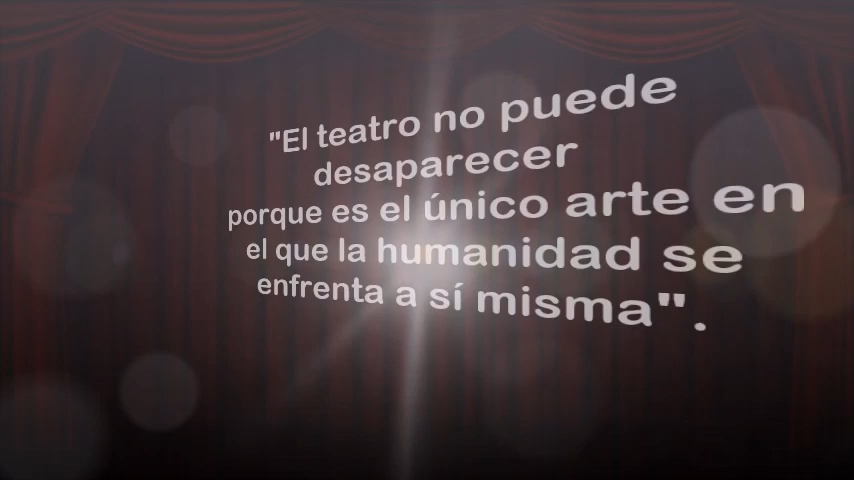 "El teatro no puede
desaparecer
porque es el único arte en
el que la humanidad se
enfrenta a sí misma".